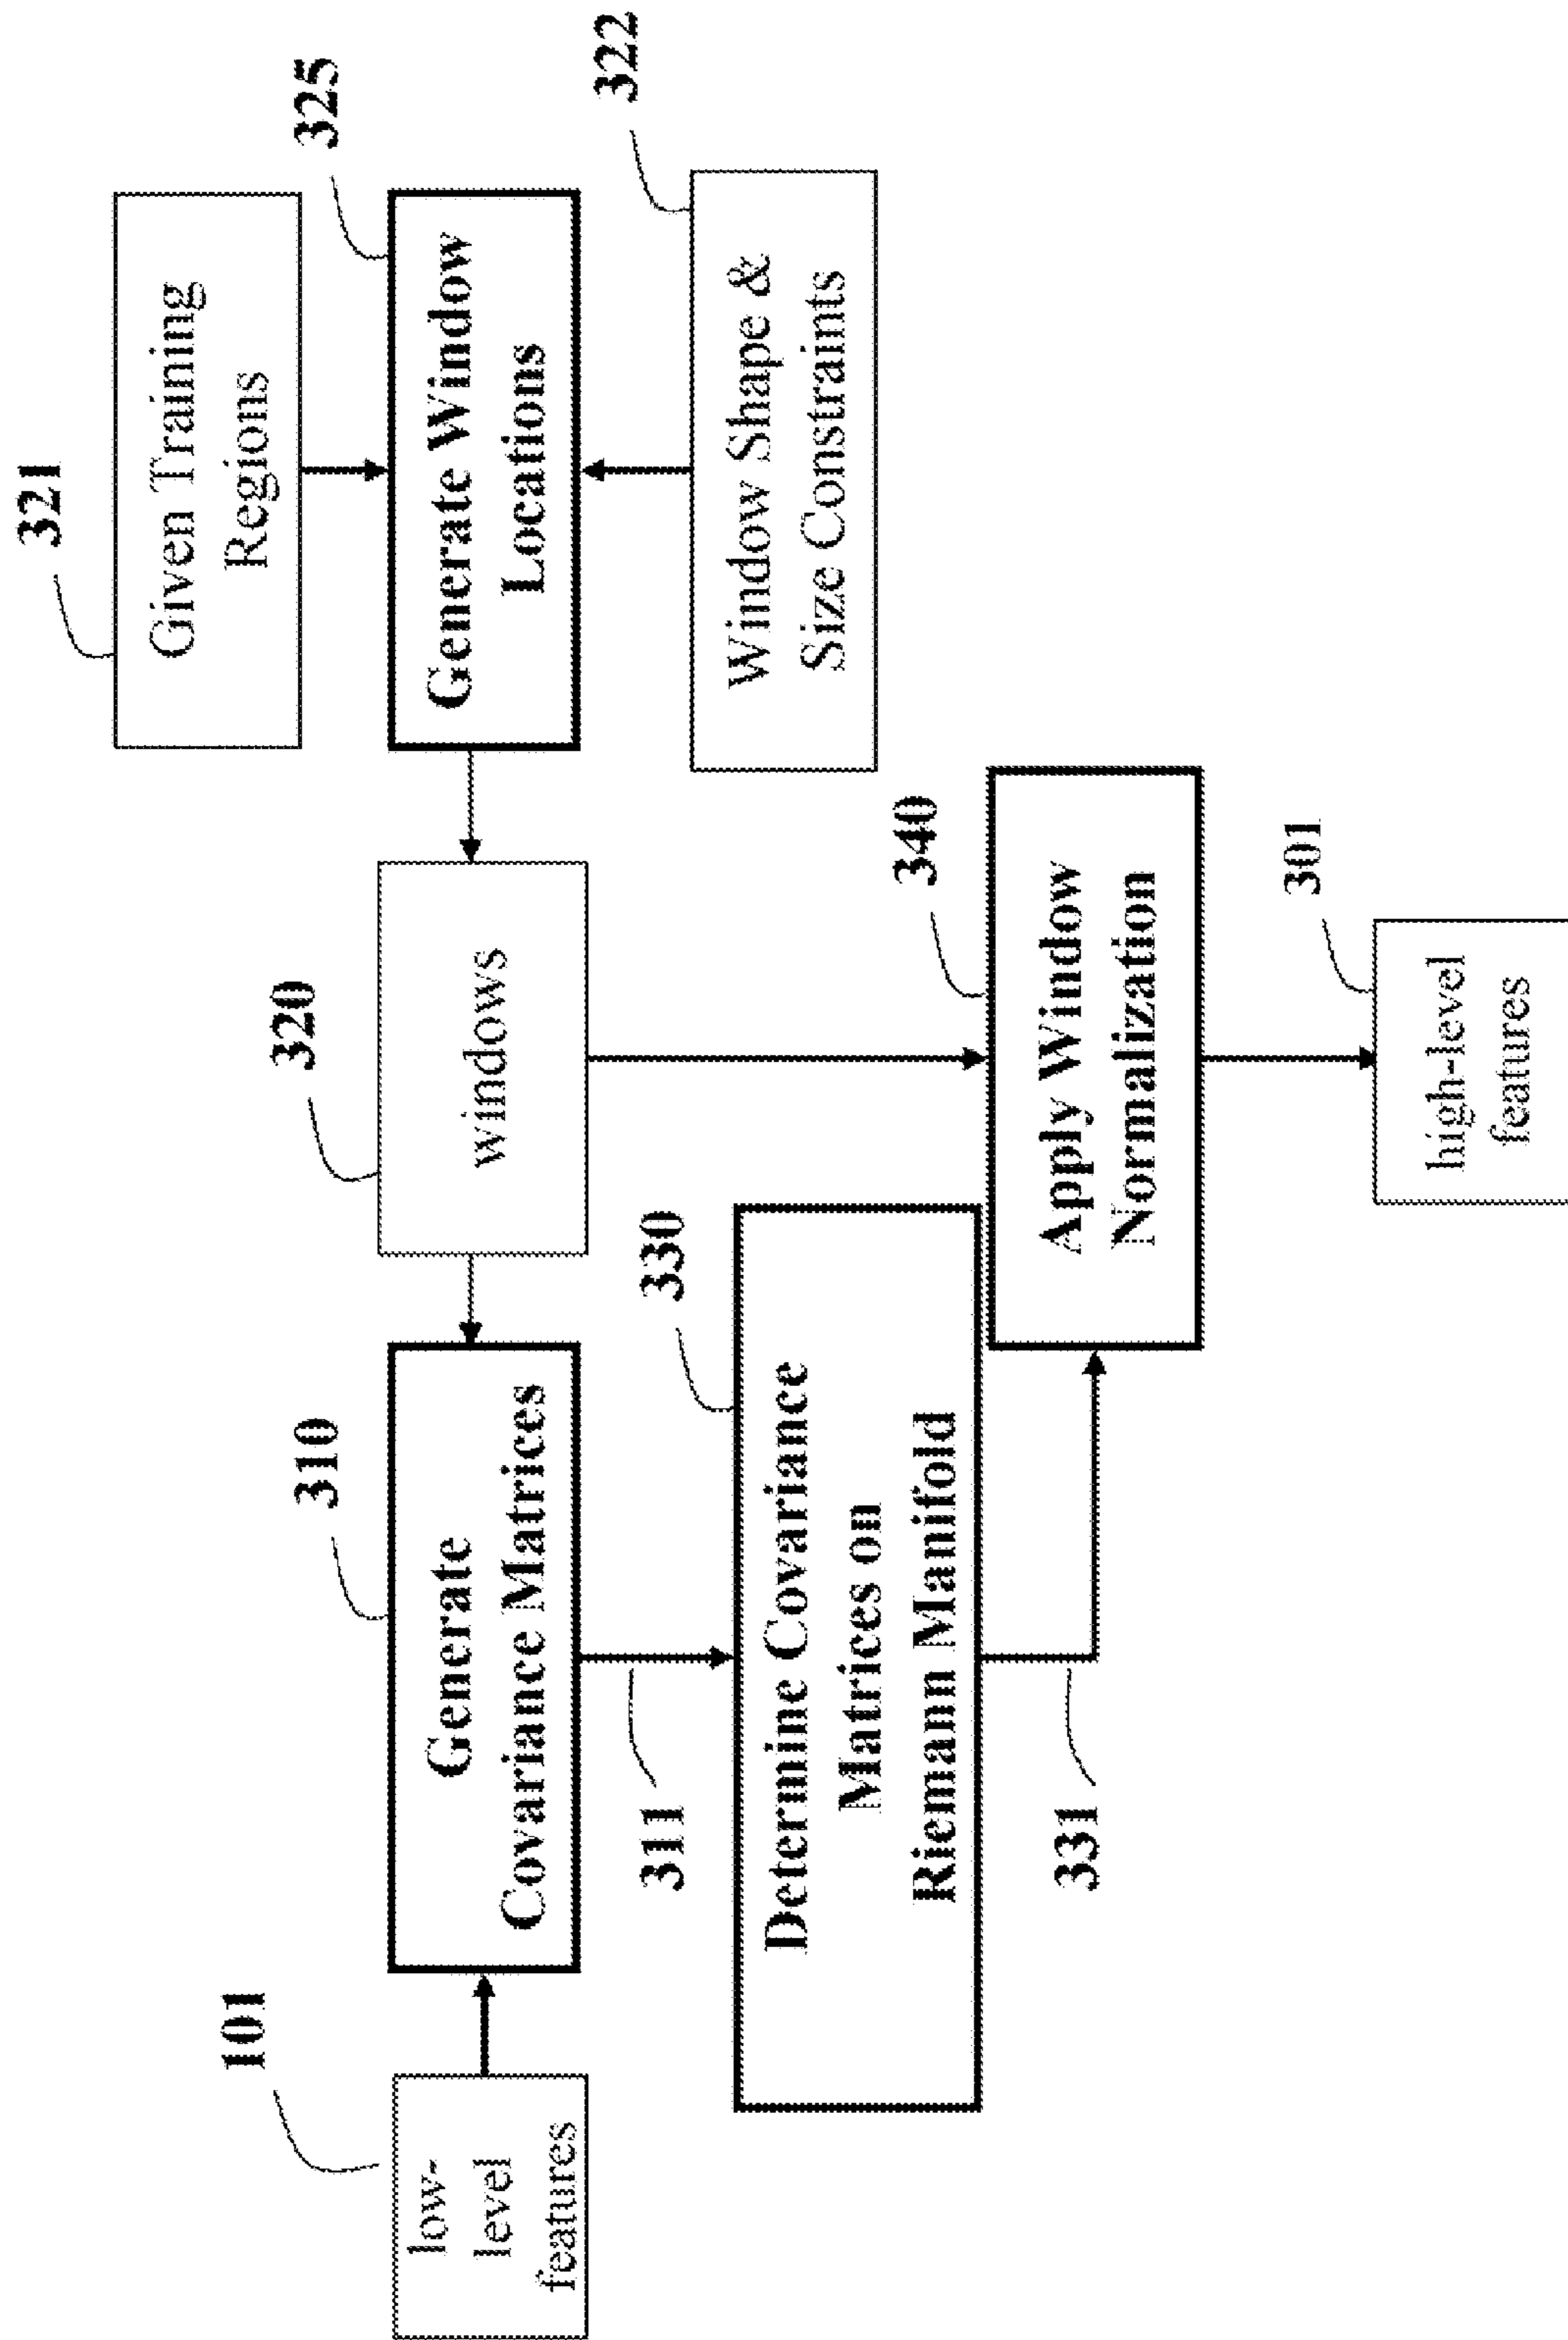 101
low-
level
features
310
Generate
Covariance Matrices
320
windows
325
Generate Window
Locations
321
Given Training
Regions
322
Window Shape &
Size Constraints
311
330
Determine Covariance
Matrices on
Riemann Manifold
331
340
Apply Window
Normalization
301
high-level
features